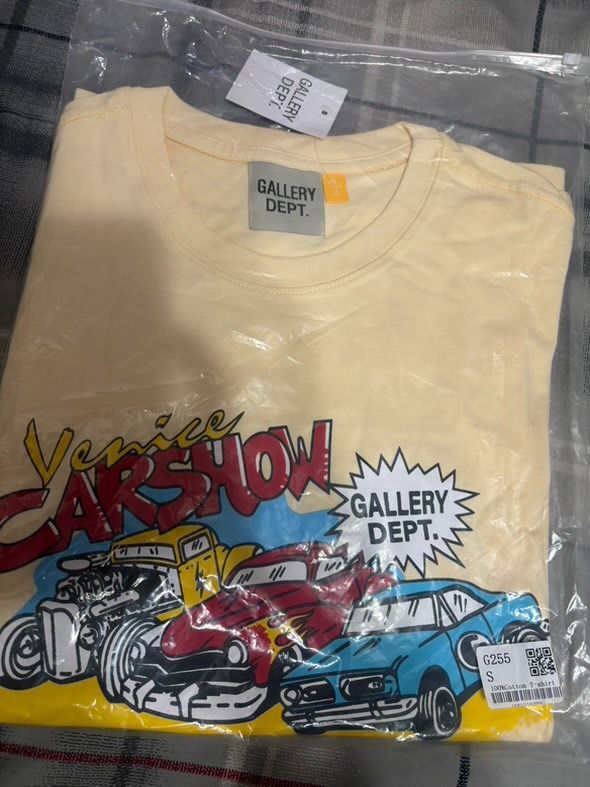 GALLERY
DEPT.
GALLERY
DEPT.
Venice
CARSHOW
GALLERY
DEPT.
G255
S
100%Cotton T-shirt